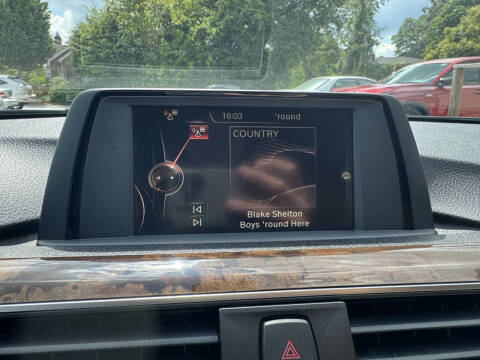 16:03 'round
COUNTRY
Blake Shelton
Boys 'round Here